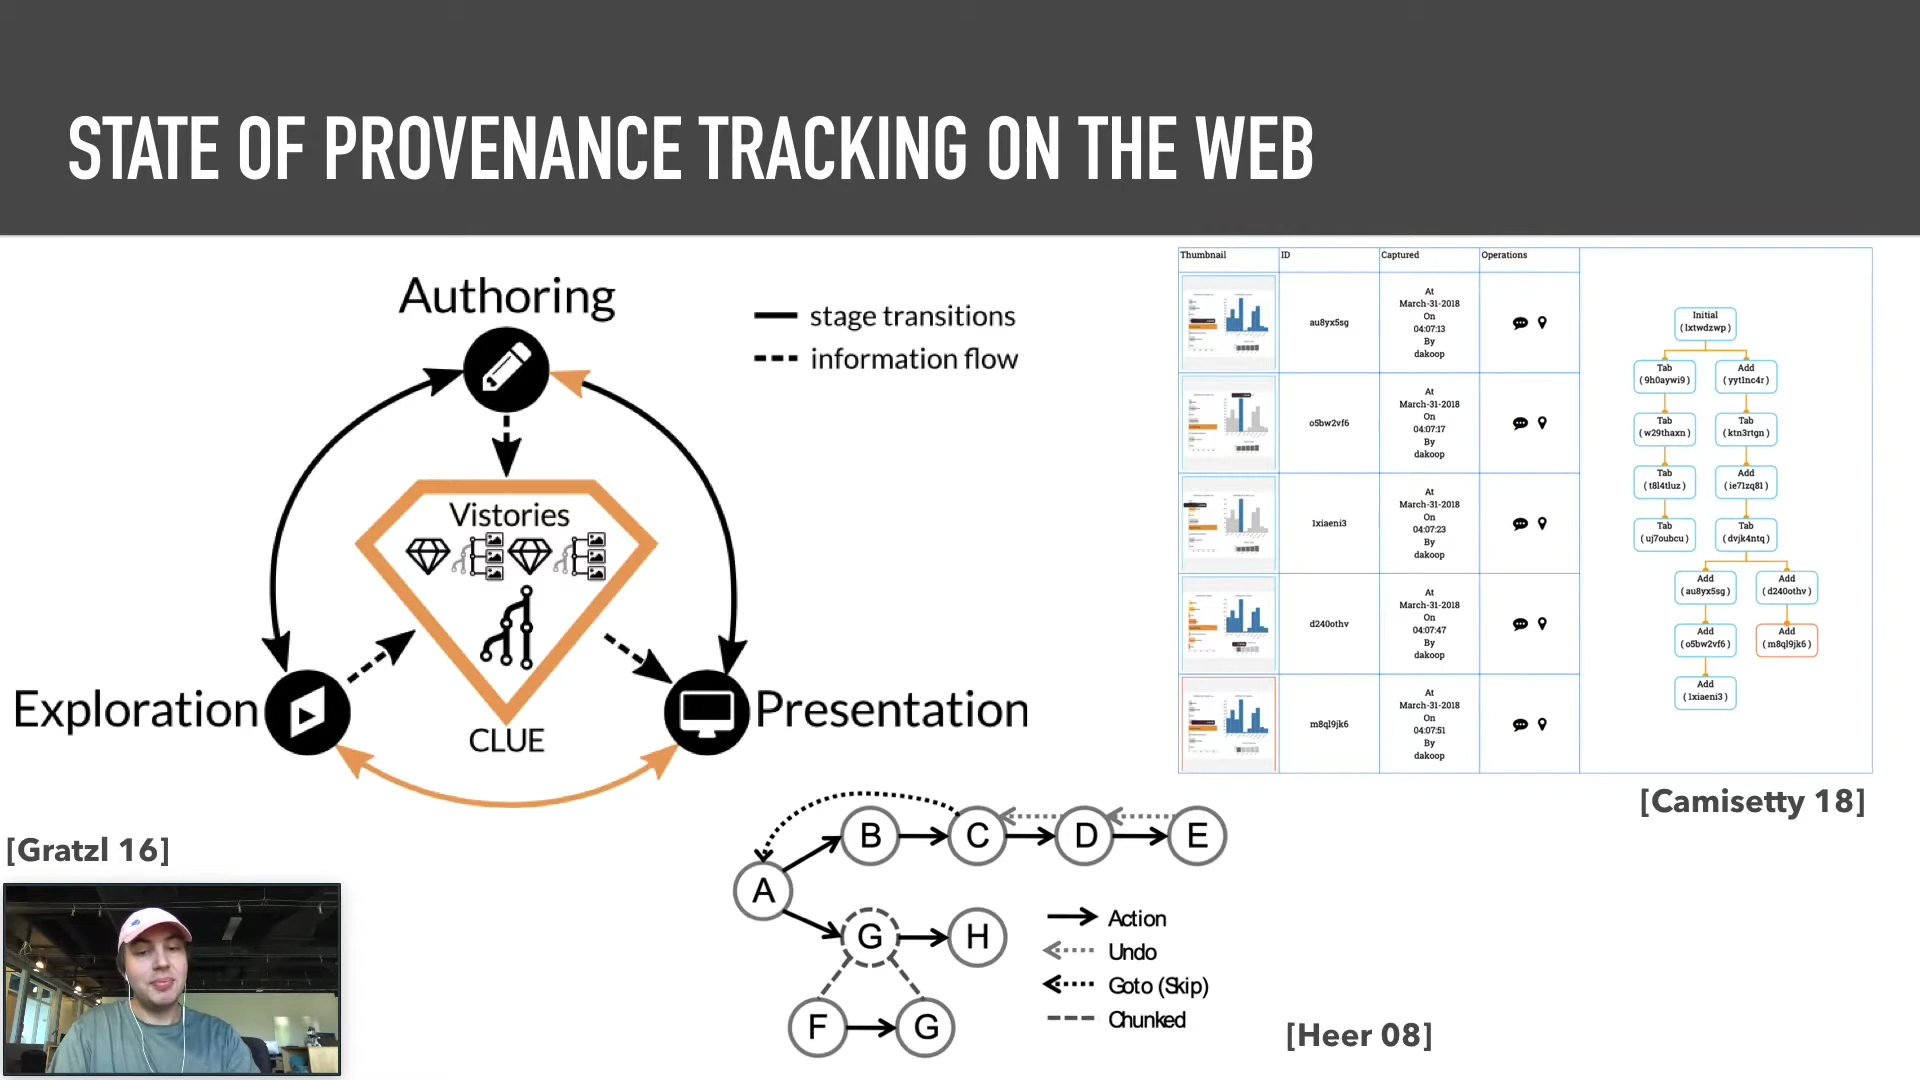 STATE OF PROVENANCE TRACKING ON THE WEB
Authoring
stage transitions
information flow
Vistories
CLUE
Exploration
Presentation
[Gratzl 16]
Thumbnail ID Captured Operations
au8yx5sg
At
March-31-2018
On
04:07:13
By
dakoop
o5bw2vf6
At
March-31-2018
On
04:07:17
By
dakoop
1xiaeni3
At
March-31-2018
On
04:07:23
By
dakoop
d240othv
At
March-31-2018
On
04:07:47
By
dakoop
m8ql9jk6
At
March-31-2018
On
04:07:51
By
dakoop
Initial
( lxtwdzwp )
Tab
( 9h0aywi9 )
Add
( yyt1nc4r )
Tab
( w29thaxn )
Add
( ktn3rtgn )
Tab
( t8l4tluz )
Add
( ie7lzq81 )
Tab
( uj7oubcu )
Tab
( dvjk4ntq )
Add
( au8yx5sg )
Add
( d240othv )
Add
( o5bw2vf6 )
Add
( m8ql9jk6 )
Add
( 1xiaeni3 )
[Camisetty 18]
B C D E
A
G H
F G
Action
Undo
Goto (Skip)
Chunked
[Heer 08]